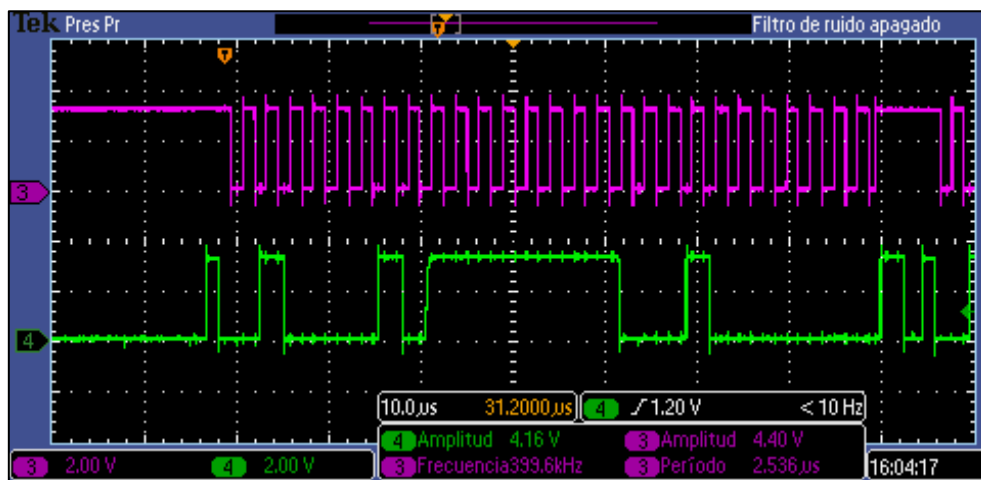 Tek Pres Pr Filtro de ruido apagado
3
4
10.0µs 31.2000µs 4 1.20 V < 10 Hz
4 Amplitud 4.16 V 3 Amplitud 4.40 V
3 Frecuencia399.6kHz 3 Período 2.536µs
3 2.00 V 4 2.00 V 16:04:17